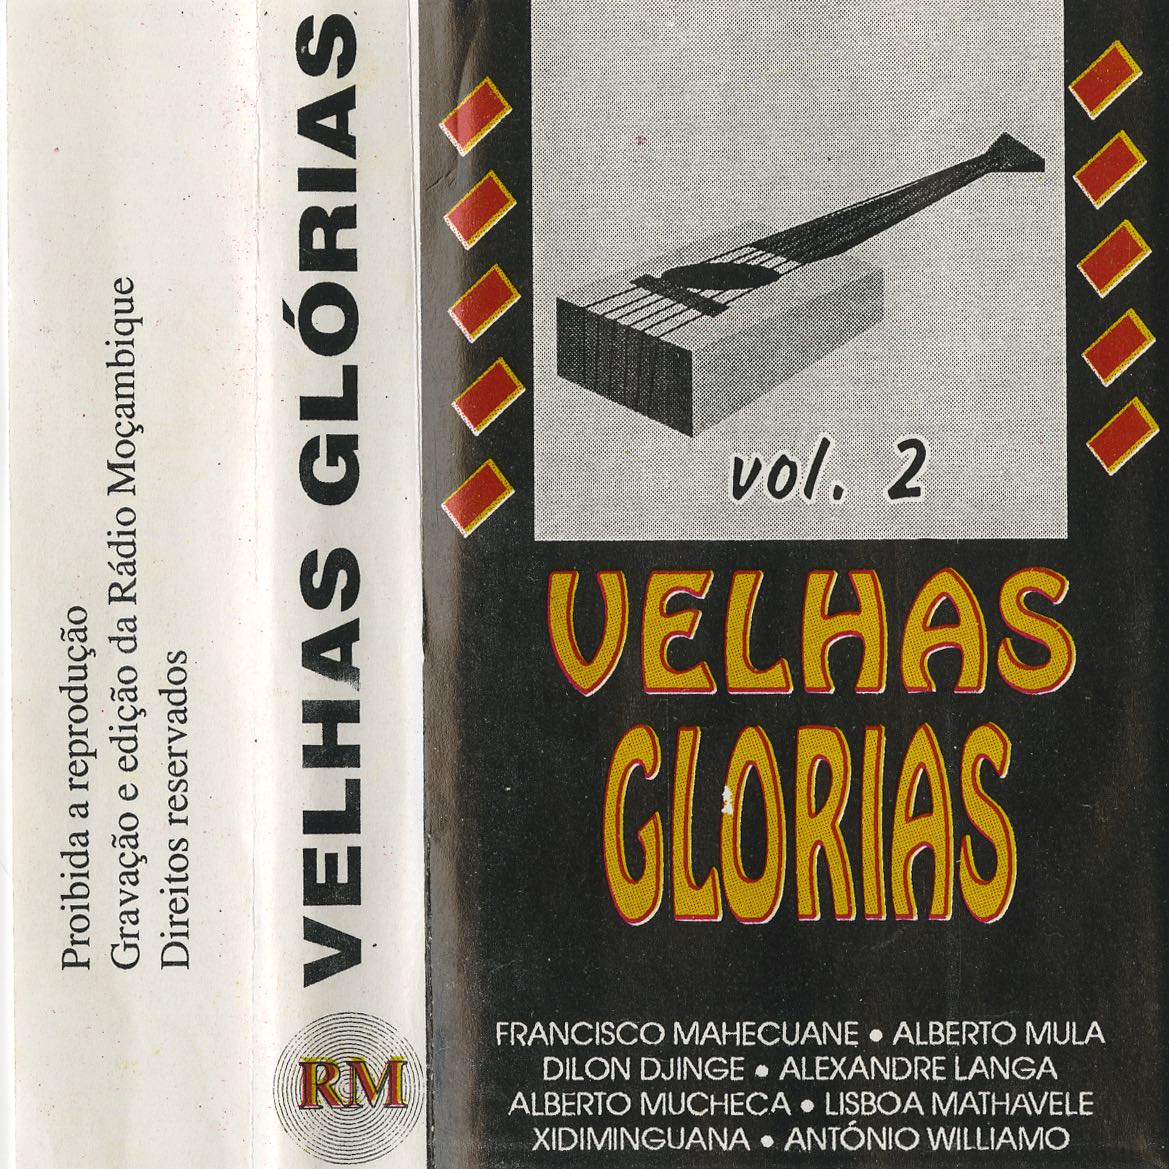 Proibida a reprodução
Gravação e edição da Rádio Moçambique
Direitos reservados
VELHAS GLÓRIAS
RM
vol. 2
VELHAS
GLORIAS
FRANCISCO MAHECUANE • ALBERTO MULA
DILON DJINGE • ALEXANDRE LANGA
ALBERTO MUCHECA • LISBOA MATHAVELE
XIDIMINGUANA • ANTÓNIO WILLIAMO